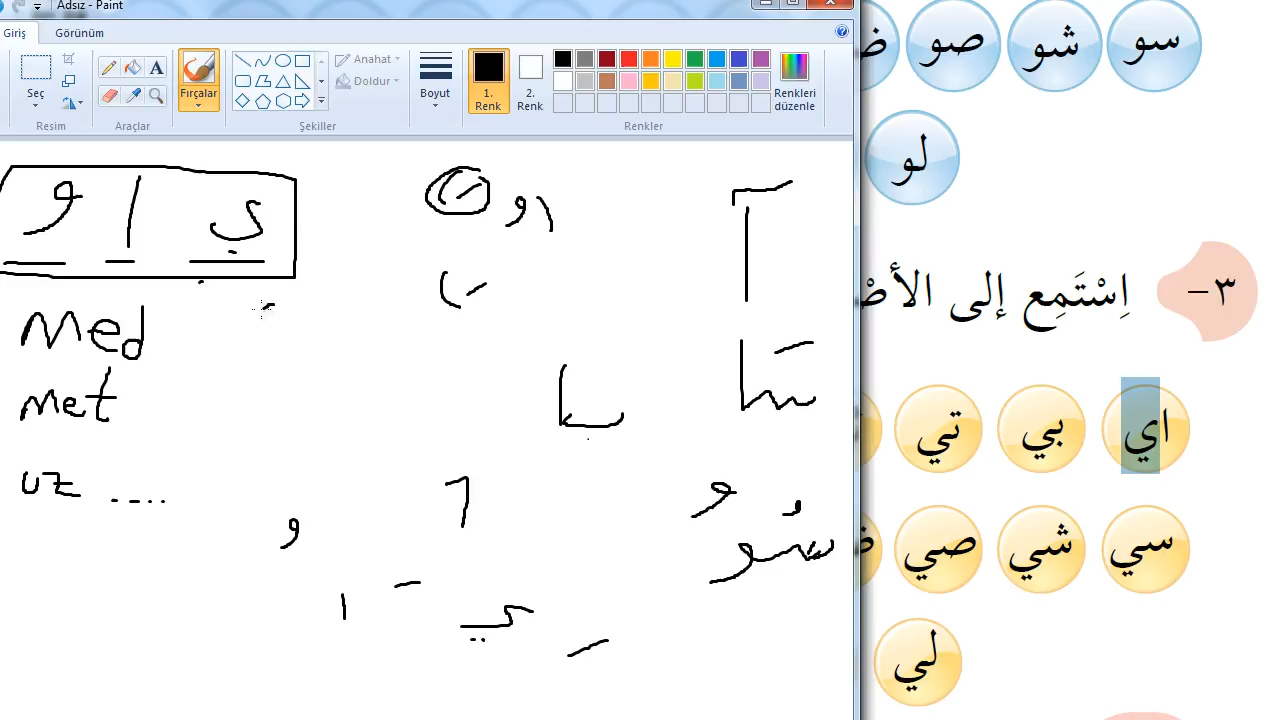 Adsız - Paint
Giriş Görünüm
Seç
Anahat
Doldur
Boyut
1. Renk
2. Renk
Renkleri düzenle
Resim Araçlar Şekiller Renkler
ي ا و
Med
Met
uz ....
او
آ
و
سُو
و
ا
ي
سو
شو
صو
لو
٣- اِسْتَمِع إلى
اي
بي
تي
سي
شي
صي
لي